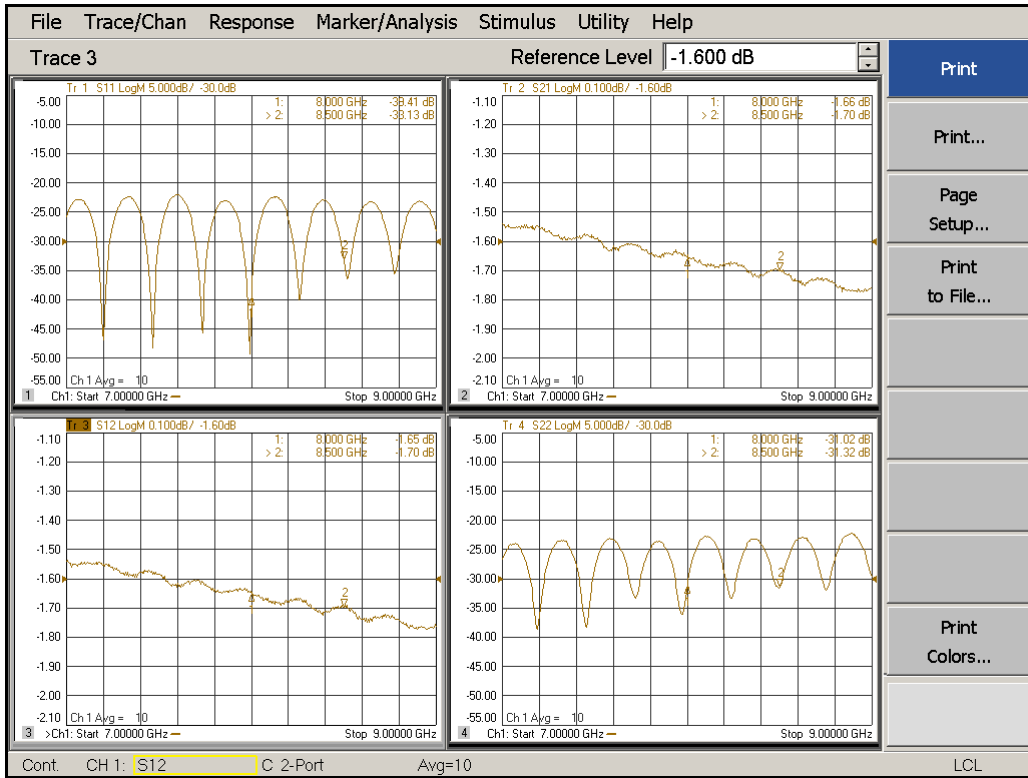 File Trace/Chan Response Marker/Analysis Stimulus Utility Help
Trace 3
Reference Level -1.600 dB
Print
Print...
Page
Setup...
Print
to File...
Print
Colors...
Tr 1 S11 LogM 5.000dB/ -30.0dB
1: 8.000 GHz
> 2: 8.500 GHz -33.13 dB
-5.00
-10.00
-15.00
-20.00
-25.00
-30.00
-35.00
-40.00
-45.00
-50.00
-55.00
2
1
Ch 1 Avg = 10
1 Ch1: Start 7.00000 GHz Stop 9.00000 GHz
Tr 2 S21 LogM 0.100dB/ -1.60dB
1: 8.000 GHz -1.66 dB
> 2: 8.500 GHz -1.70 dB
-1.10
-1.20
-1.30
-1.40
-1.50
-1.60
-1.70
-1.80
-1.90
-2.00
-2.10
2
1
Ch 1 Avg = 10
2 Ch1: Start 7.00000 GHz Stop 9.00000 GHz
Tr 3 S12 LogM 0.100dB/ -1.60dB
1: 8.000 GHz -1.65 dB
> 2: 8.500 GHz -1.70 dB
-1.10
-1.20
-1.30
-1.40
-1.50
-1.60
-1.70
-1.80
-1.90
-2.00
-2.10
2
1
Ch 1 Avg = 10
3 >Ch1: Start 7.00000 GHz Stop 9.00000 GHz
Tr 4 S22 LogM 5.000dB/ -30.0dB
1: 8.000 GHz -31.02 dB
> 2: 8.500 GHz -31.32 dB
-5.00
-10.00
-15.00
-20.00
-25.00
-30.00
-35.00
-40.00
-45.00
-50.00
-55.00
2
1
Ch 1 Avg = 10
4 Ch1: Start 7.00000 GHz Stop 9.00000 GHz
Cont. CH 1: S12 C 2-Port Avg=10 LCL